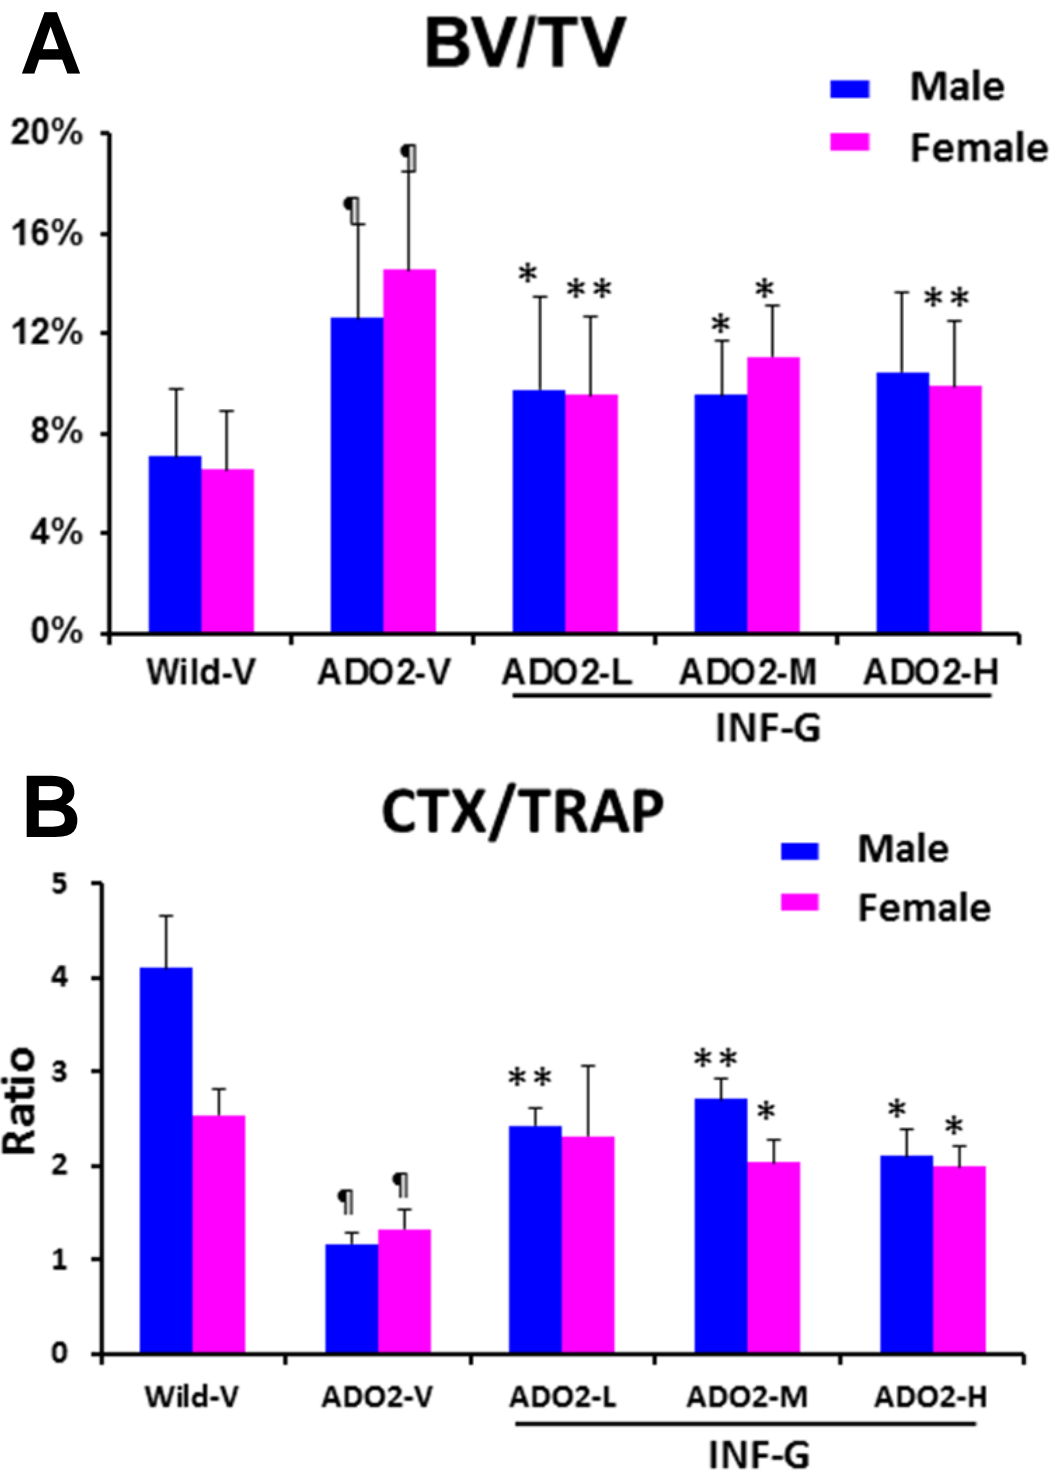 A
BV/TV
Male
Female
20%
16%
12%
8%
4%
0%
¶
¶
*
**
*
*
**
Wild-V
ADO2-V
ADO2-L
ADO2-M
ADO2-H
INF-G
B
CTX/TRAP
Male
Female
Ratio
5
4
3
2
1
0
¶
¶
**
**
*
*
*
Wild-V
ADO2-V
ADO2-L
ADO2-M
ADO2-H
INF-G